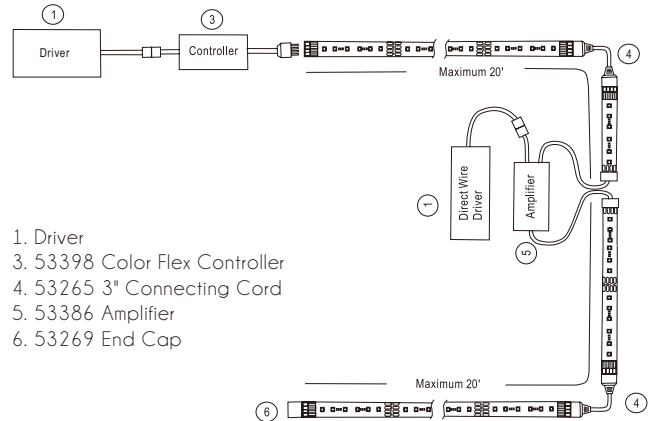 1
3
Driver
Controller
4
Maximum 20'
1
Direct Wire
Driver
Amplifier
5
1. Driver
3. 53398 Color Flex Controller
4. 53265 3" Connecting Cord
5. 53386 Amplifier
6. 53269 End Cap
Maximum 20'
6
4